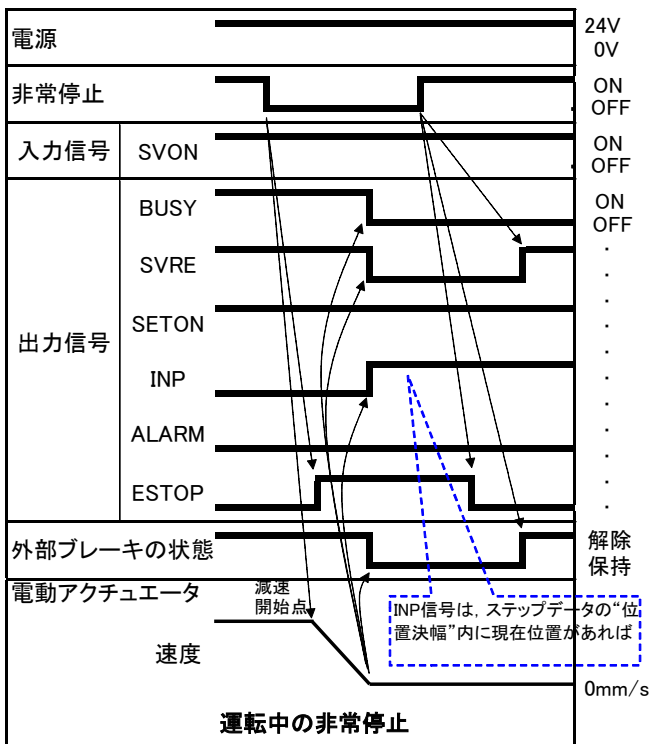 電源
24V
0V
非常停止
ON
OFF
入力信号
SVON
ON
OFF
出力信号
BUSY
ON
OFF
SVRE
SETON
INP
ALARM
ESTOP
外部ブレーキの状態
解除
保持
電動アクチュエータ
減速
開始点
INP信号は，ステップデータの“位
置決幅”内に現在位置があれば
速度
0mm/s
運転中の非常停止